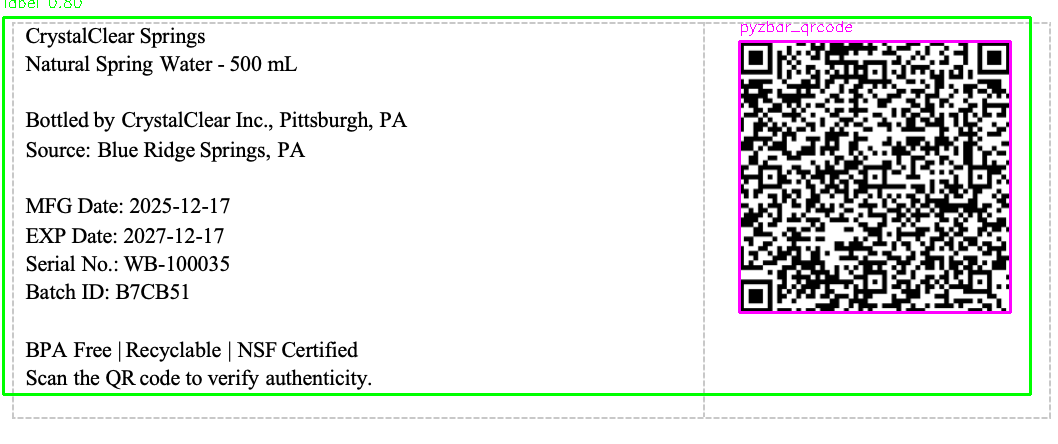 label 0.80
pyzbar_qrcode
CrystalClear Springs
Natural Spring Water - 500 mL
Bottled by CrystalClear Inc., Pittsburgh, PA
Source: Blue Ridge Springs, PA
MFG Date: 2025-12-17
EXP Date: 2027-12-17
Serial No.: WB-100035
Batch ID: B7CB51
BPA Free | Recyclable | NSF Certified
Scan the QR code to verify authenticity.